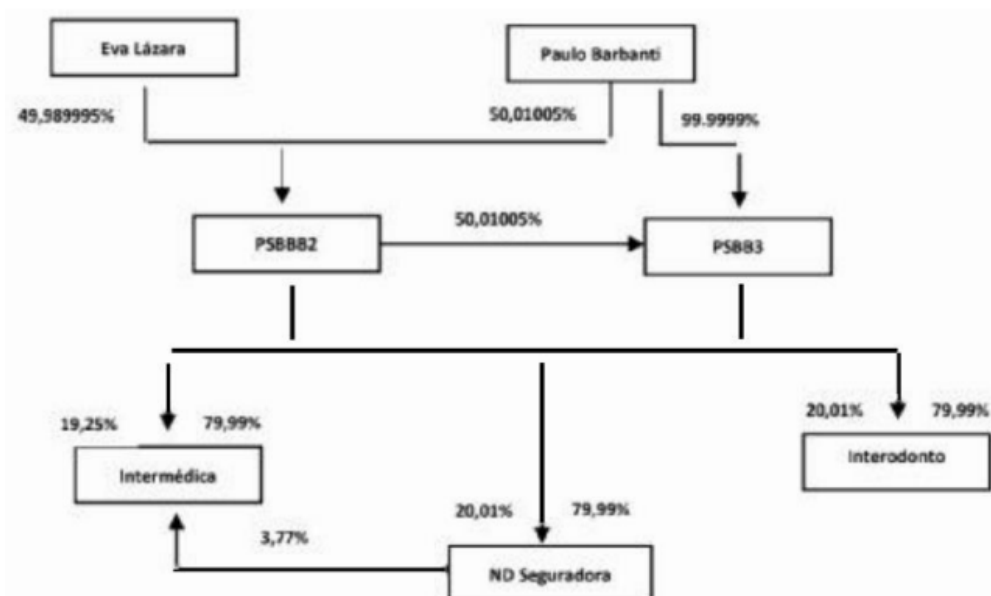 Eva Lázara
Paulo Barbanti
49,989995%
50,01005%
99.9999%
PSBBB2
50,01005%
PSBB3
19,25%
79,99%
20,01%
79,99%
Intermédica
Interodonto
20,01%
79,99%
3,77%
ND Seguradora